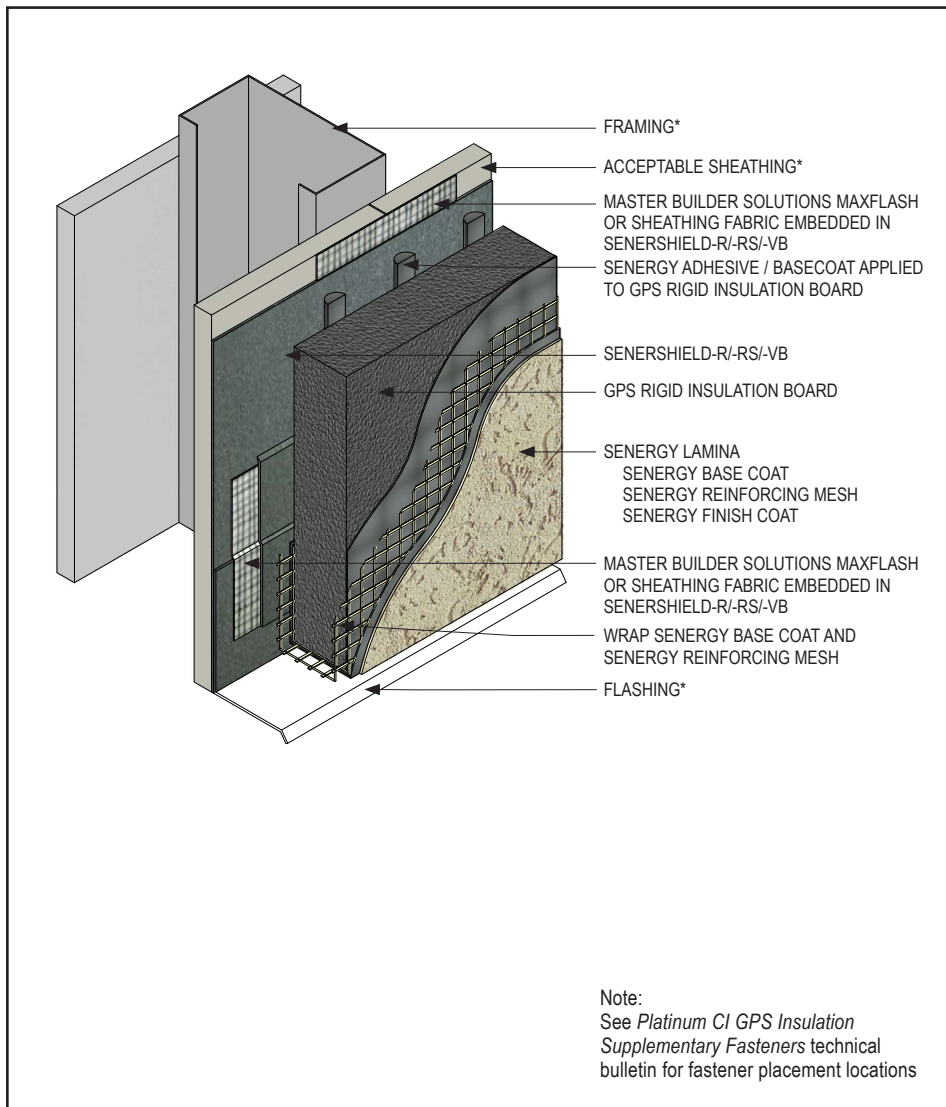 FRAMING*
ACCEPTABLE SHEATHING*
MASTER BUILDER SOLUTIONS MAXFLASH
OR SHEATHING FABRIC EMBEDDED IN
SENERSHIELD-R/-RS/-VB
SENERGY ADHESIVE / BASECOAT APPLIED
TO GPS RIGID INSULATION BOARD
SENERSHIELD-R/-RS/-VB
GPS RIGID INSULATION BOARD
SENERGY LAMINA
SENERGY BASE COAT
SENERGY REINFORCING MESH
SENERGY FINISH COAT
MASTER BUILDER SOLUTIONS MAXFLASH
OR SHEATHING FABRIC EMBEDDED IN
SENERSHIELD-R/-RS/-VB
WRAP SENERGY BASE COAT AND
SENERGY REINFORCING MESH
FLASHING*
Note:
See Platinum CI GPS Insulation
Supplementary Fasteners technical
bulletin for fastener placement locations